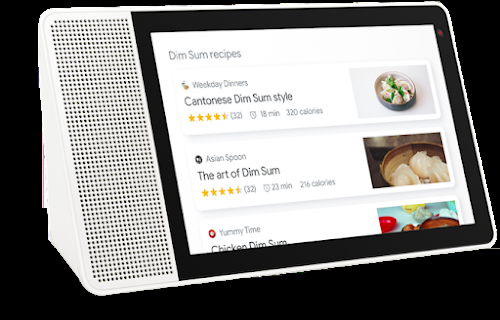 Dim Sum recipes
Weekday Dinners
Cantonese Dim Sum style
(32) 18 min 320 calories
Asian Spoon
The art of Dim Sum
(32) 23 min 216 calories
Yummy Time
Chicken Dim Sum